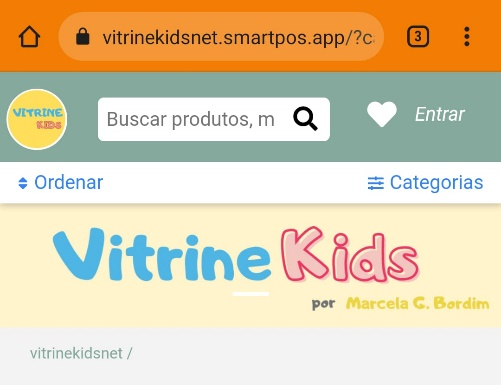 vitrinekidsnet.smartpos.app/?c
3
VITRINE
KIDS
Buscar produtos, m
Entrar
Ordenar
Categorias
Vitrine Kids
por Marcela G. Bordim
vitrinekidsnet /